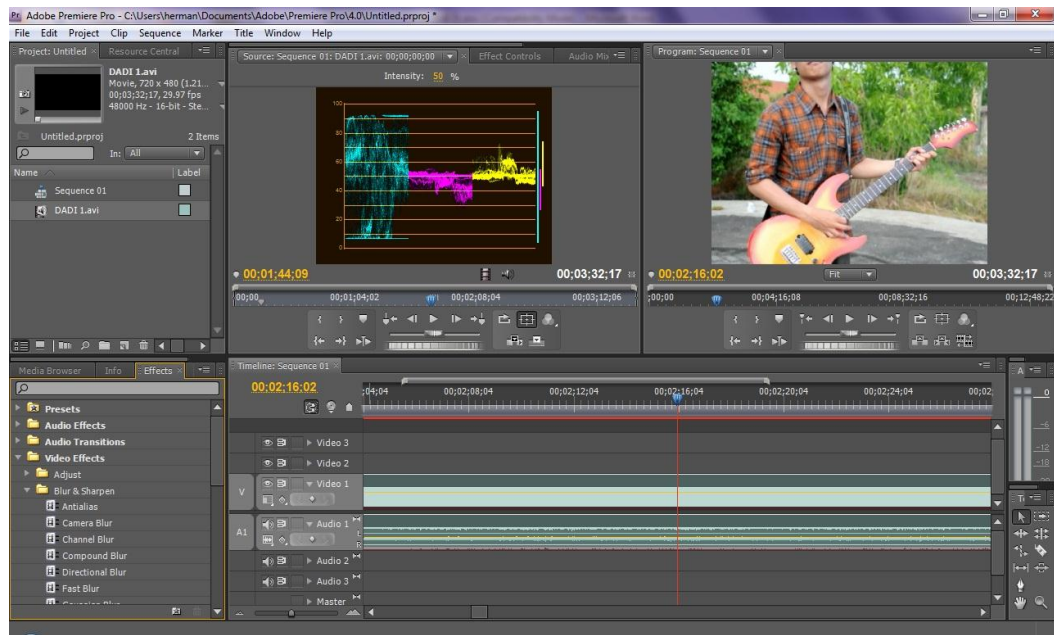 Adobe Premiere Pro - C:\Users\herman\Documents\Adobe\Premiere Pro\4.0\Untitled.prproj *
File Edit Project Clip Sequence Marker Title Window Help
Project: Untitled × Resource Central
DADI 1.avi
Movie, 720 x 480 (1.21...
00;03;32;17, 29.97 fps
48000 Hz - 16-bit - Ste...
Untitled.prproj 2 Items
In: All
Name Label
Sequence 01
DADI 1.avi
Source: Sequence 01: DADI 1.avi: 00;00;00;00 × Effect Controls Audio Mix
Intensity: 50 %
100
80
60
40
20
0
00;01;44;09 00;03;32;17
00;00 00;01;04;02 00;02;08;04 00;03;12;06
Program: Sequence 01 ×
00;02;16;02 Fit 00;03;32;17
;00;00 00;04;16;08 00;08;32;16 00;12;48;22
Media Browser Info Effects ×
Presets
Audio Effects
Audio Transitions
Video Effects
Adjust
Blur & Sharpen
Antialias
Camera Blur
Channel Blur
Compound Blur
Directional Blur
Fast Blur
Timeline: Sequence 01 ×
00;02;16;02
;04;04 00;02;08;04 00;02;12;04 00;02;16;04 00;02;20;04 00;02;24;04 00;02;
Video 3
Video 2
V Video 1
A1 Audio 1
L
R
Audio 2
Audio 3
Master
A
0
-6
-12
-18